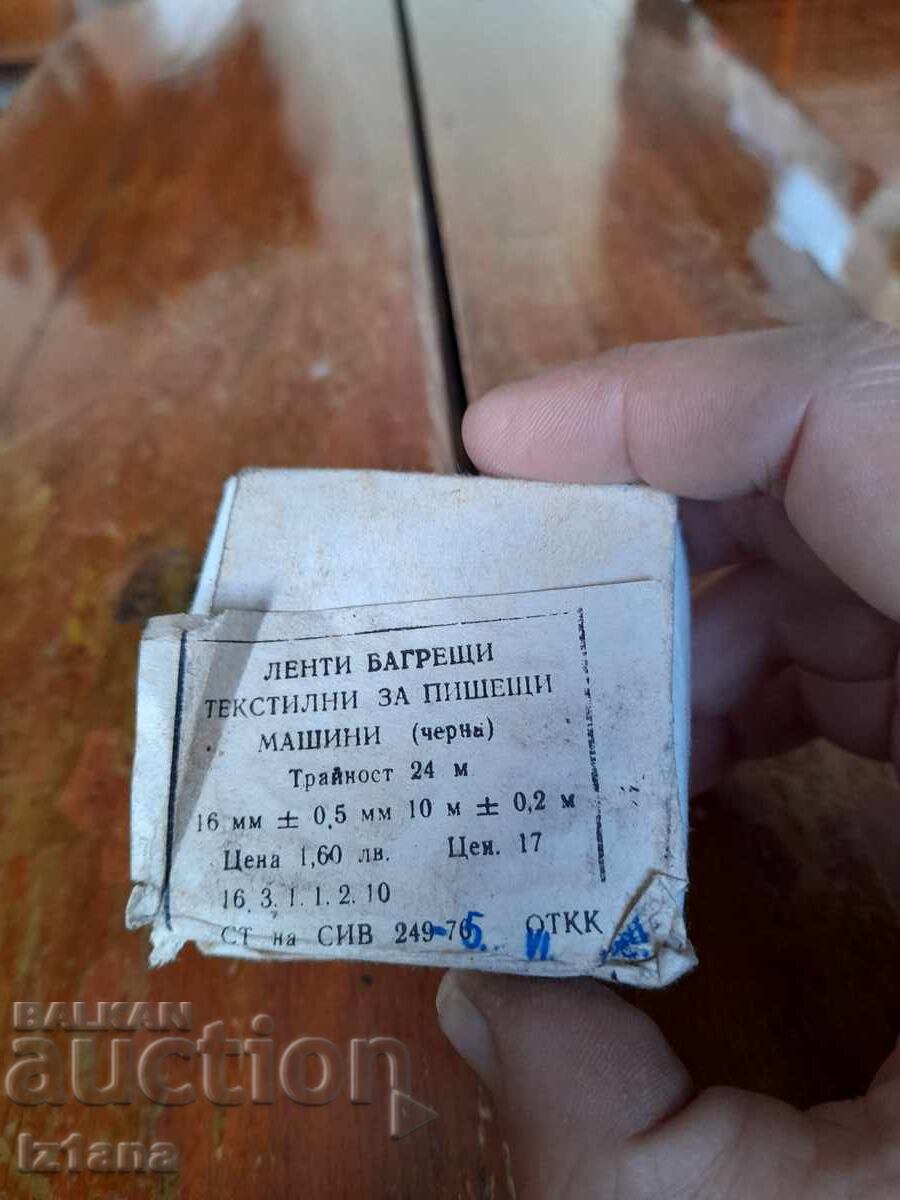 ЛЕНТИ БАГРЕЩИ
ТЕКСТИЛНИ ЗА ПИШЕЩИ
МАШИНИ (черна)
Трайност 24 м
16 мм ± 0,5 мм 10 м ± 0,2 м
Цена 1,60 лв. Цен. 17
16. 3. 1. 1. 2. 10
СТ на СИВ 249-76 ОТКК
BALKAN
auction
Iz1ana